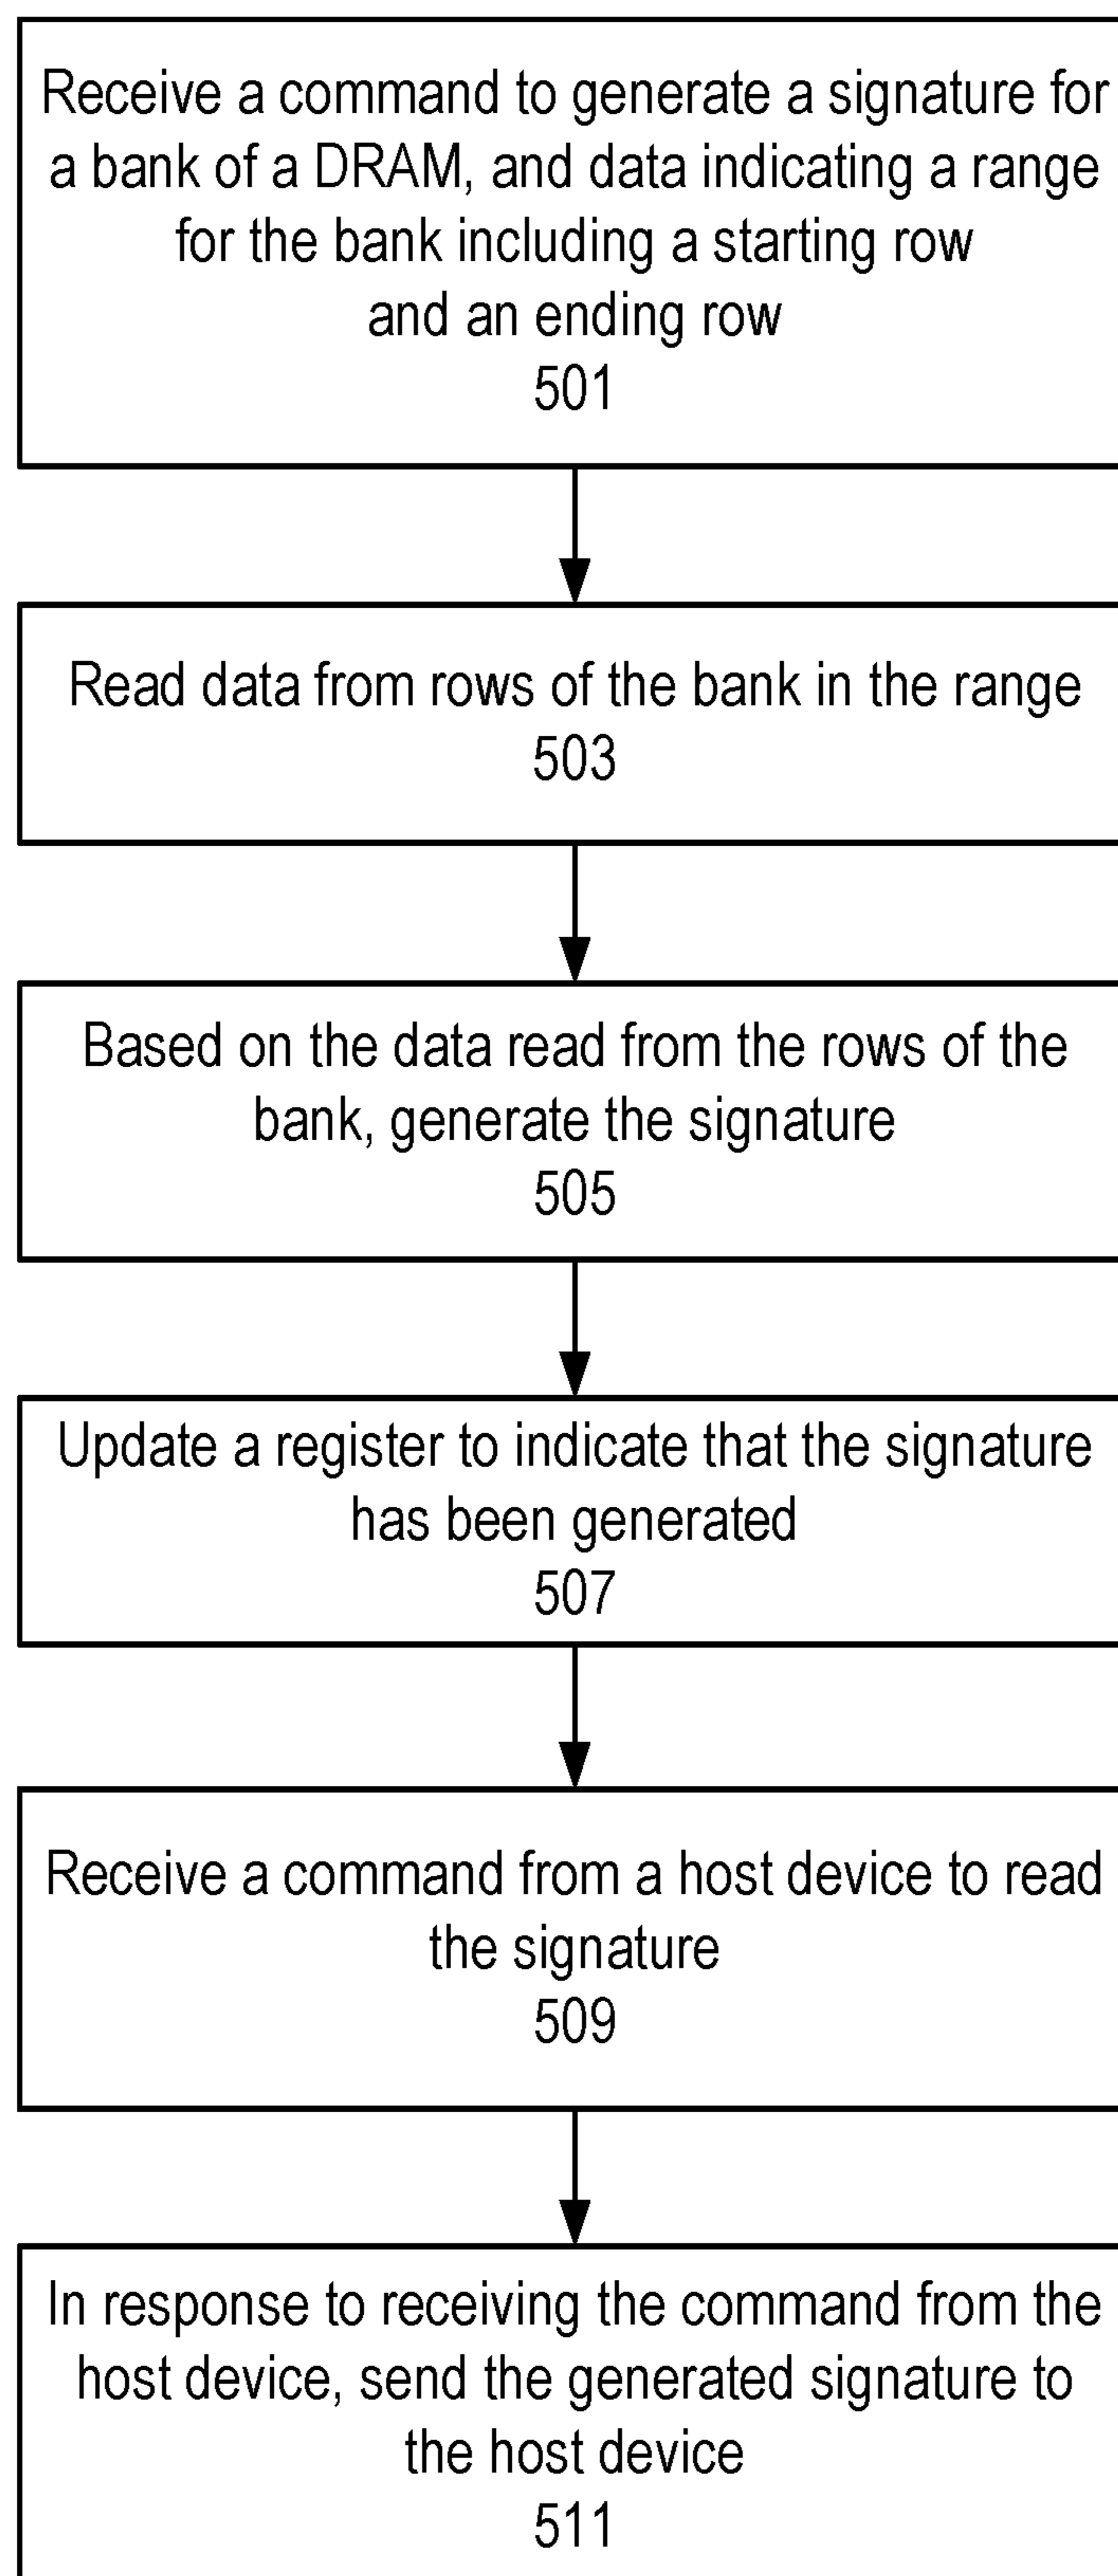 Receive a command to generate a signature for
a bank of a DRAM, and data indicating a range
for the bank including a starting row
and an ending row
501
Read data from rows of the bank in the range
503
Based on the data read from the rows of the
bank, generate the signature
505
Update a register to indicate that the signature
has been generated
507
Receive a command from a host device to read
the signature
509
In response to receiving the command from the
host device, send the generated signature to
the host device
511